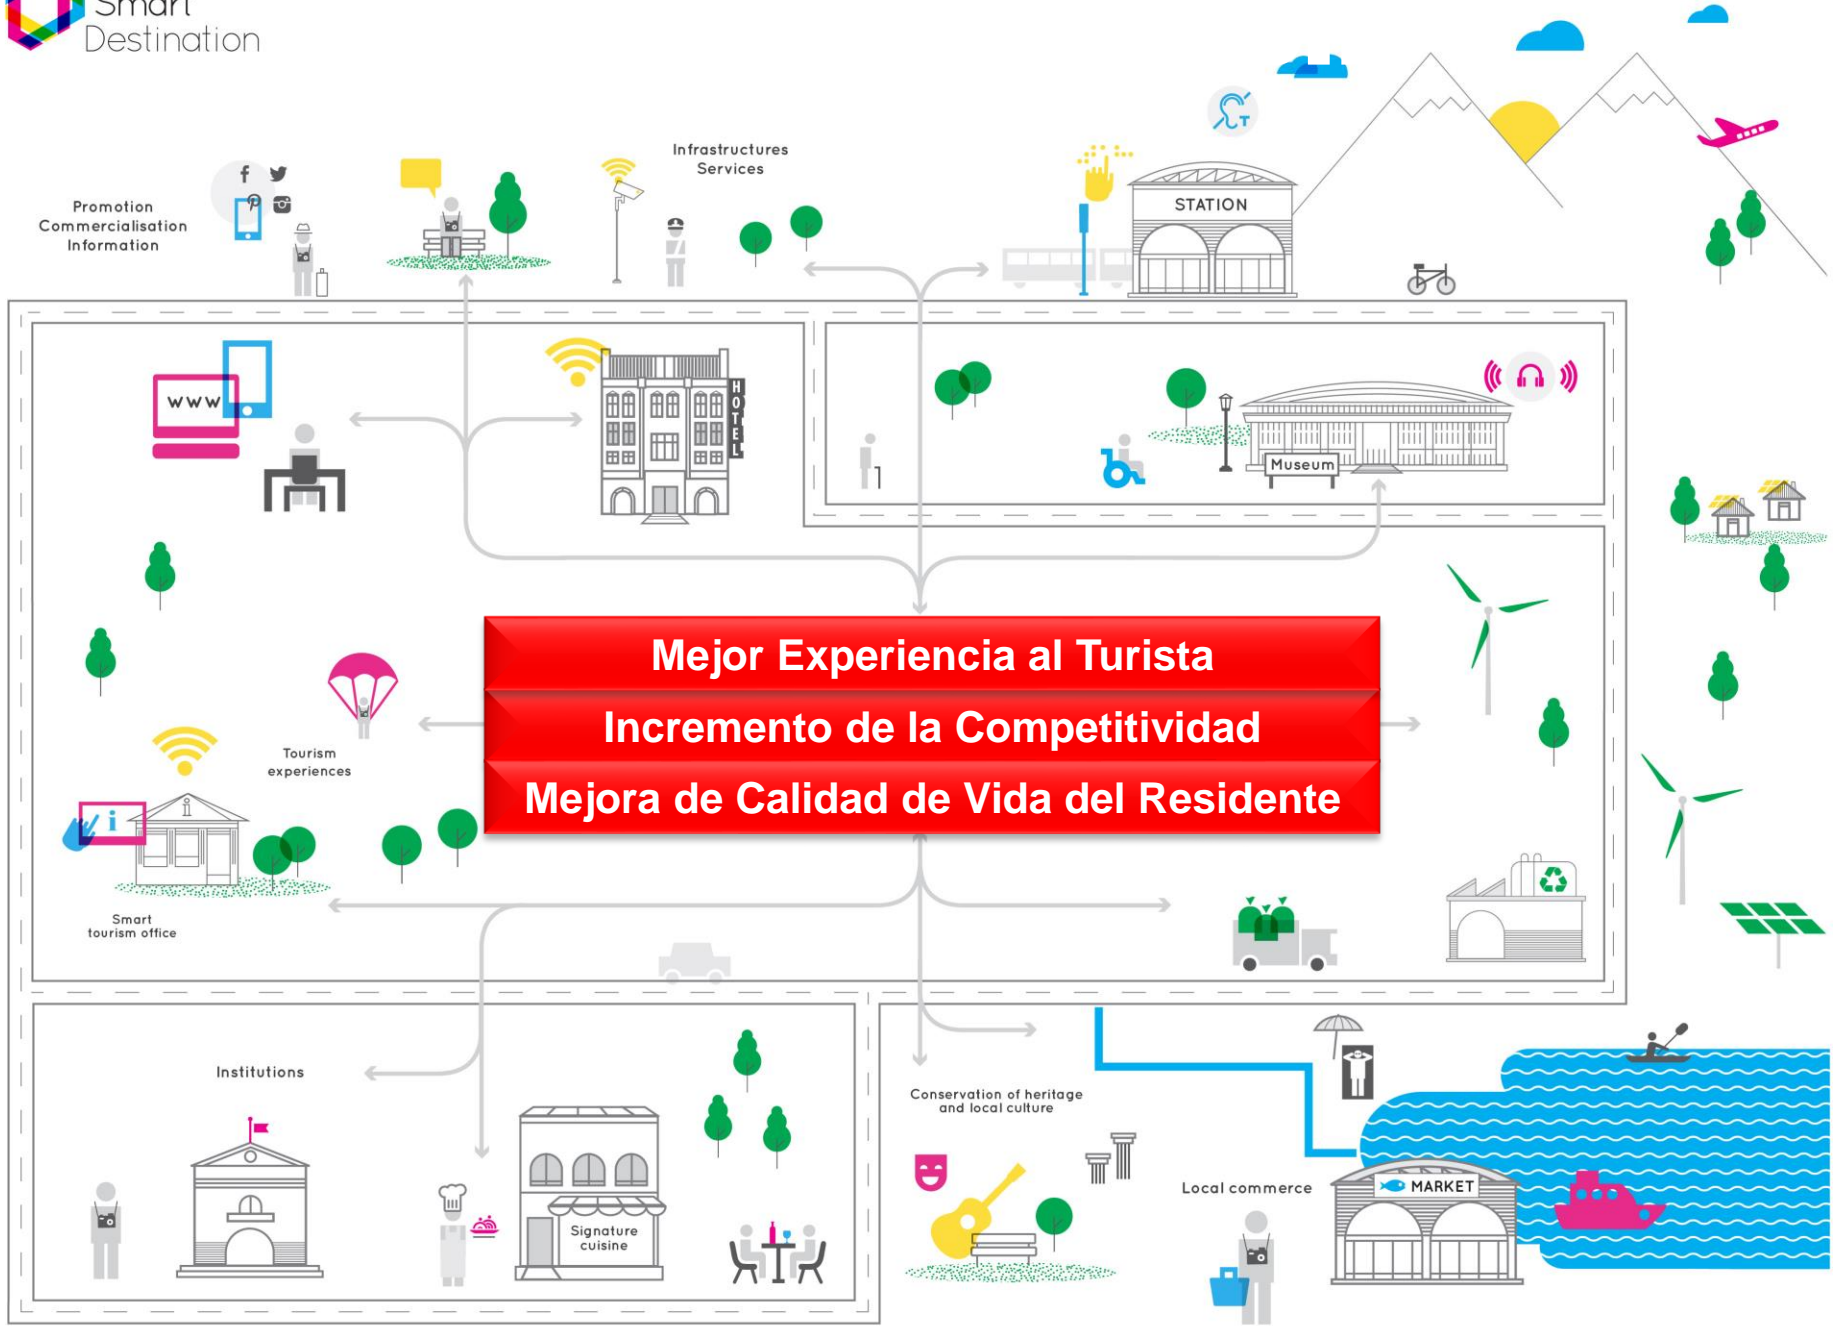 Smart
Destination
Infrastructures
Services
Promotion
Commercialisation
Information
STATION
WWW
HOTEL
Museum
Mejor Experiencia al Turista
Incremento de la Competitividad
Mejora de Calidad de Vida del Residente
Tourism
experiences
i
i
Smart
tourism office
Institutions
Conservation of heritage
and local culture
Local commerce
MARKET
Signature
cuisine
T